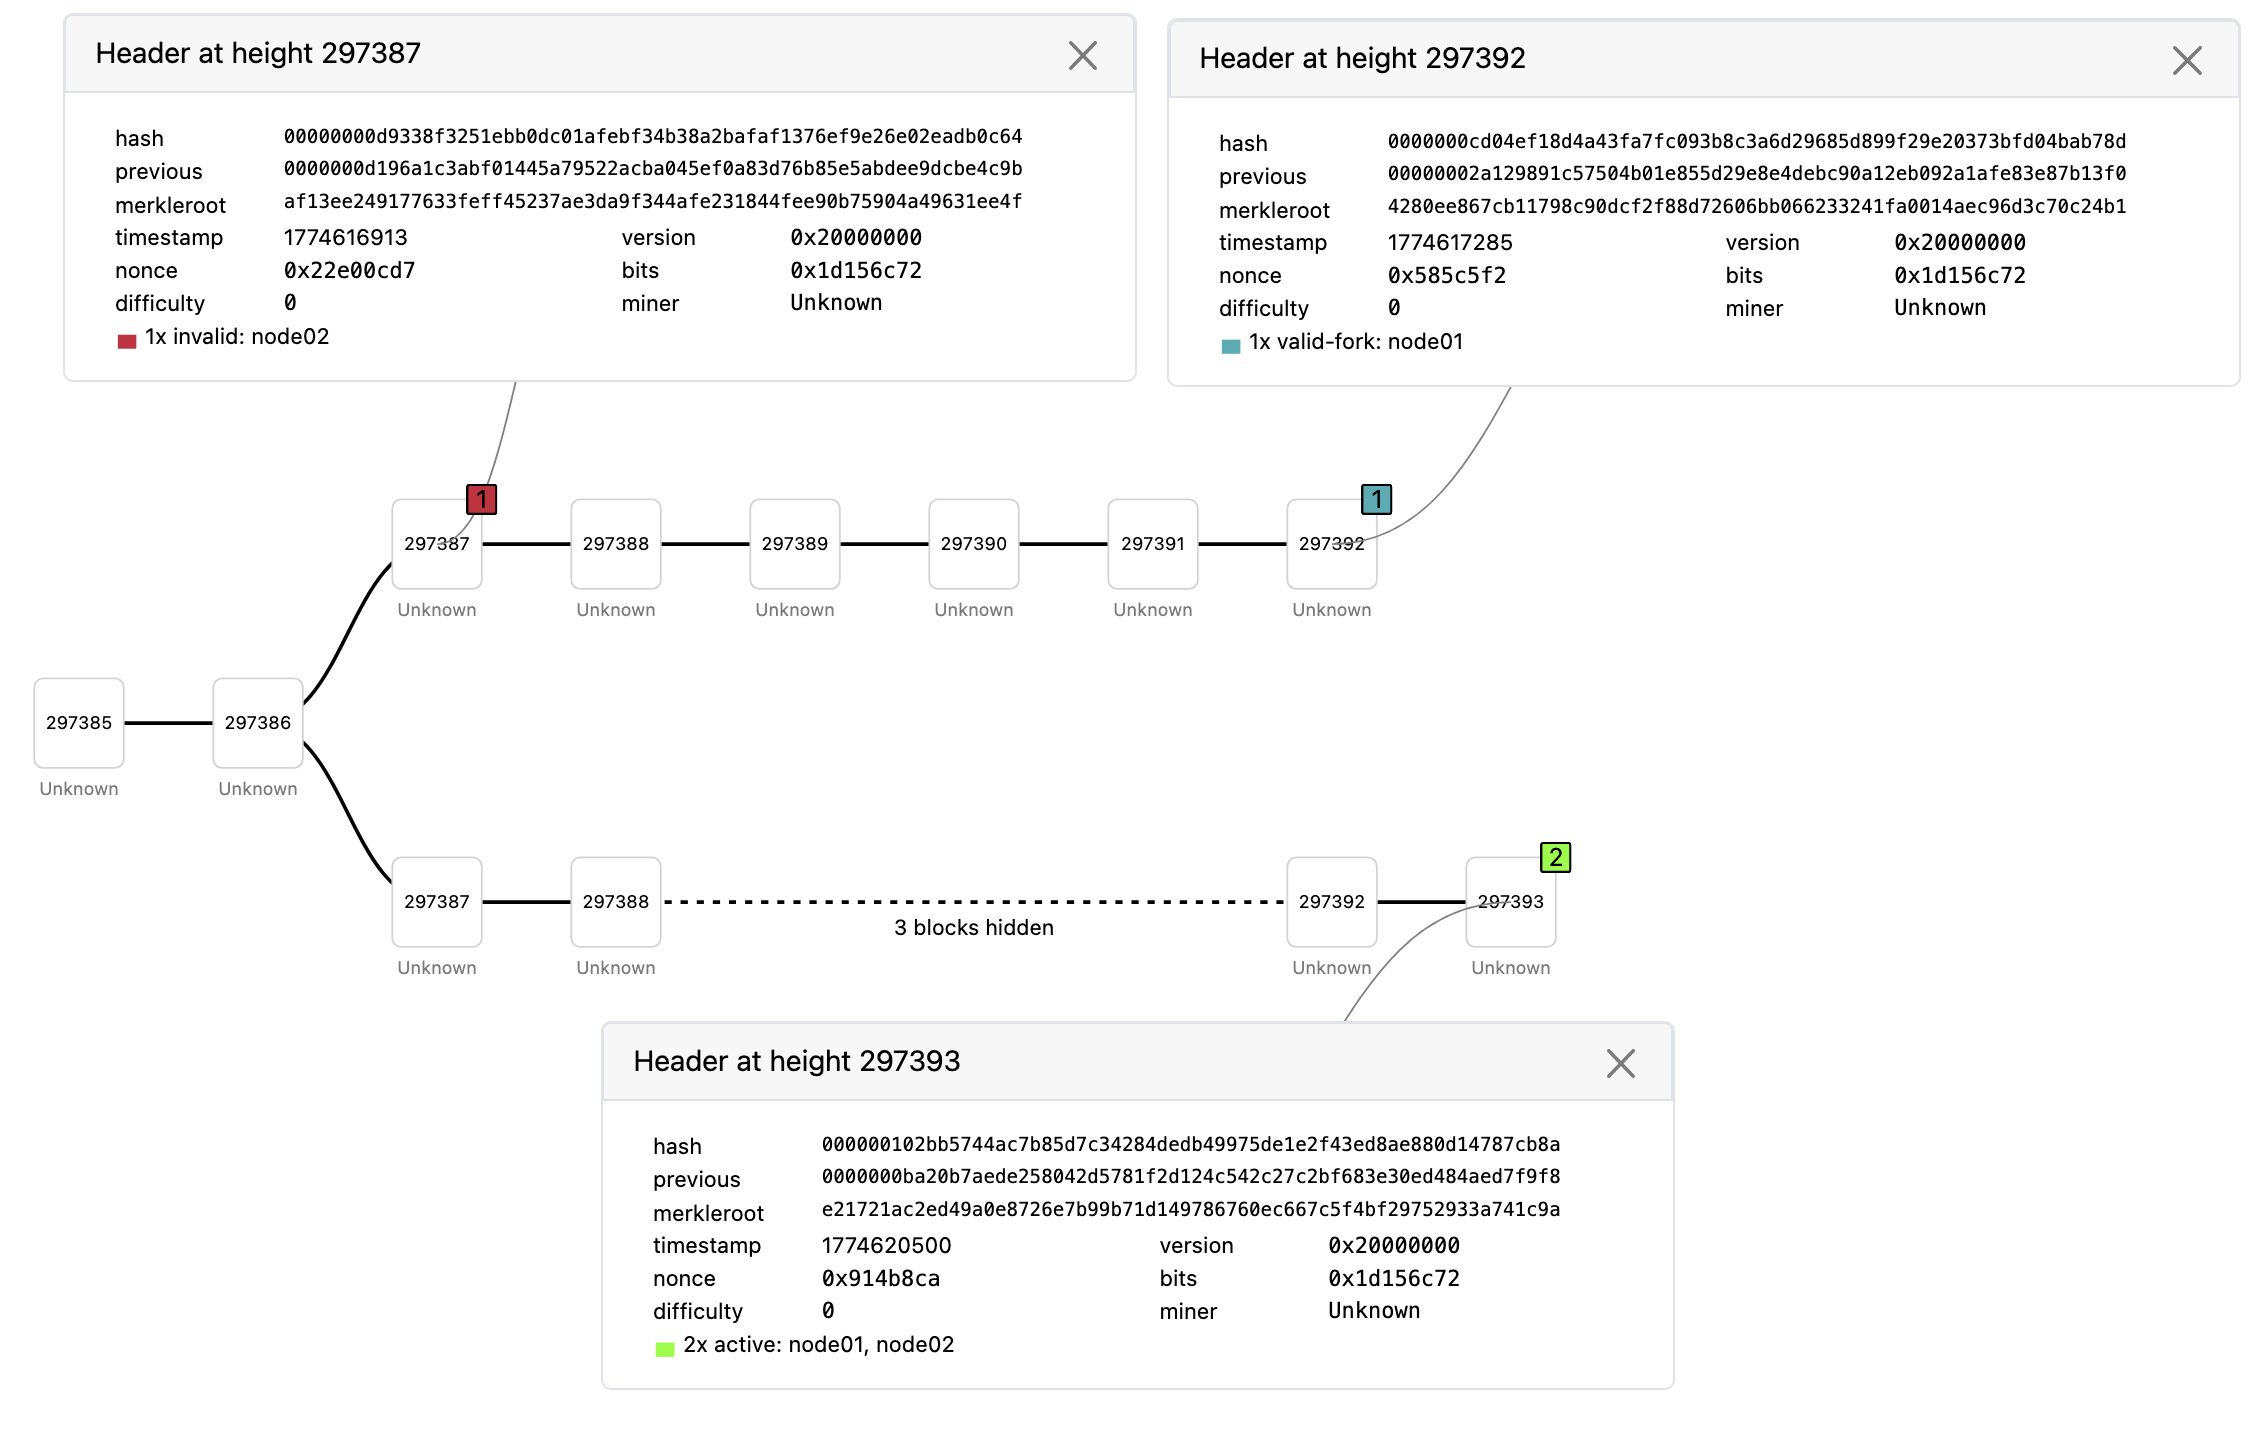 Header at height 297387
hash 00000000d9338f3251ebb0dc01afebf34b38a2bafaf1376ef9e26e02eadb0c64
previous 0000000d196a1c3abf01445a79522acba045ef0a83d76b85e5abdee9dcbe4c9b
merkleroot af13ee249177633feff45237ae3da9f344afe231844fee90b75904a49631ee4f
timestamp 1774616913 version 0x20000000
nonce 0x22e00cd7 bits 0x1d156c72
difficulty 0 miner Unknown
1x invalid: node02
Header at height 297392
hash 0000000cd04ef18d4a43fa7fc093b8c3a6d29685d899f29e20373bfd04bab78d
previous 00000002a129891c57504b01e855d29e8e4debc90a12eb092a1afe83e87b13f0
merkleroot 4280ee867cb11798c90dcf2f88d72606bb066233241fa0014aec96d3c70c24b1
timestamp 1774617285 version 0x20000000
nonce 0x585c5f2 bits 0x1d156c72
difficulty 0 miner Unknown
1x valid-fork: node01
1 1
297387 297388 297389 297390 297391 297392
Unknown Unknown Unknown Unknown Unknown Unknown
297385 297386
Unknown Unknown
2
297387 297388 297392 297393
3 blocks hidden
Unknown Unknown Unknown Unknown
Header at height 297393
hash 000000102bb5744ac7b85d7c34284dedb49975de1e2f43ed8ae880d14787cb8a
previous 0000000ba20b7aede258042d5781f2d124c542c27c2bf683e30ed484aed7f9f8
merkleroot e21721ac2ed49a0e8726e7b99b71d149786760ec667c5f4bf29752933a741c9a
timestamp 1774620500 version 0x20000000
nonce 0x914b8ca bits 0x1d156c72
difficulty 0 miner Unknown
2x active: node01, node02